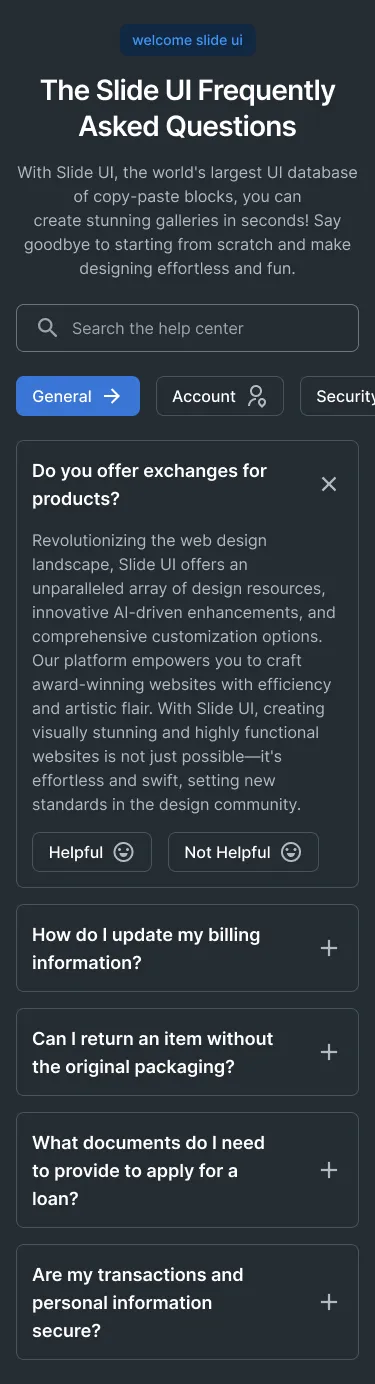 welcome slide ui
The Slide UI Frequently
Asked Questions
With Slide UI, the world's largest UI database
of copy-paste blocks, you can
create stunning galleries in seconds! Say
goodbye to starting from scratch and make
designing effortless and fun.
Search the help center
General
Account
Security
Do you offer exchanges for
products?
Revolutionizing the web design
landscape, Slide UI offers an
unparalleled array of design resources,
innovative AI-driven enhancements, and
comprehensive customization options.
Our platform empowers you to craft
award-winning websites with efficiency
and artistic flair. With Slide UI, creating
visually stunning and highly functional
websites is not just possible—it's
effortless and swift, setting new
standards in the design community.
Helpful
Not Helpful
How do I update my billing
information?
Can I return an item without
the original packaging?
What documents do I need
to provide to apply for a
loan?
Are my transactions and
personal information
secure?